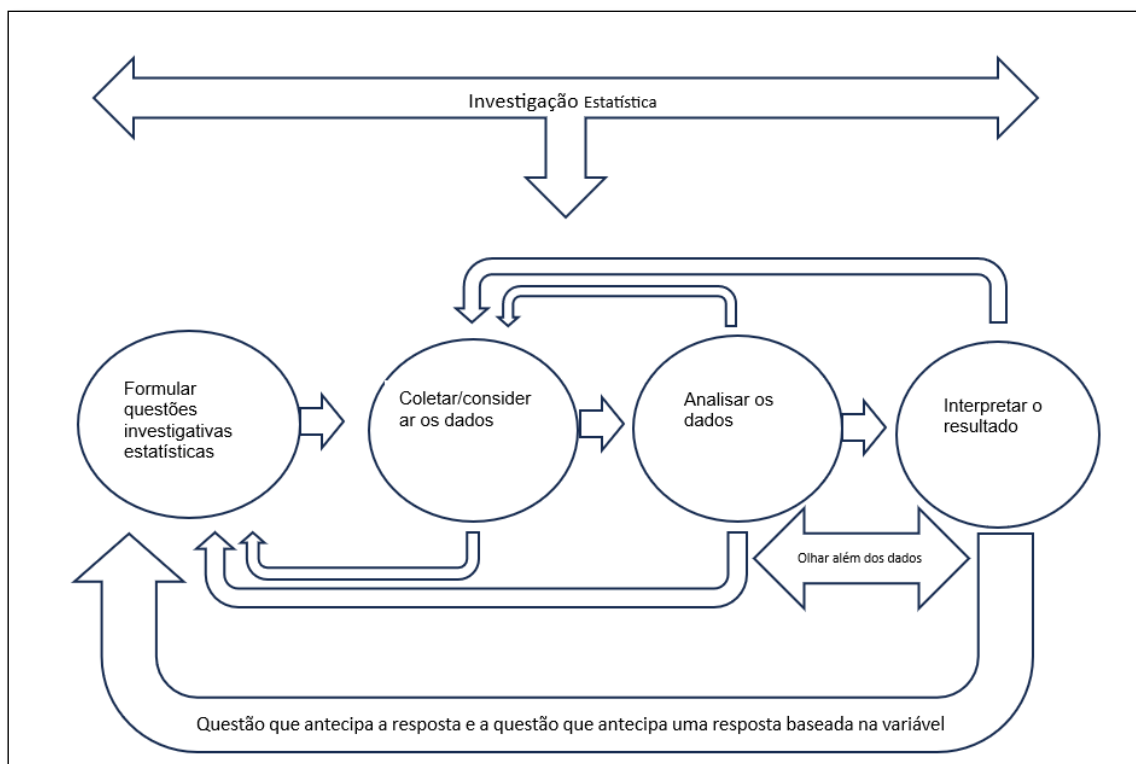 Investigação Estatística
Formular
questões
investigativas
estatísticas
Coletar/consider
ar os dados
Analisar os
dados
Interpretar o
resultado
Olhar além dos dados
Questão que antecipa a resposta e a questão que antecipa uma resposta baseada na variável